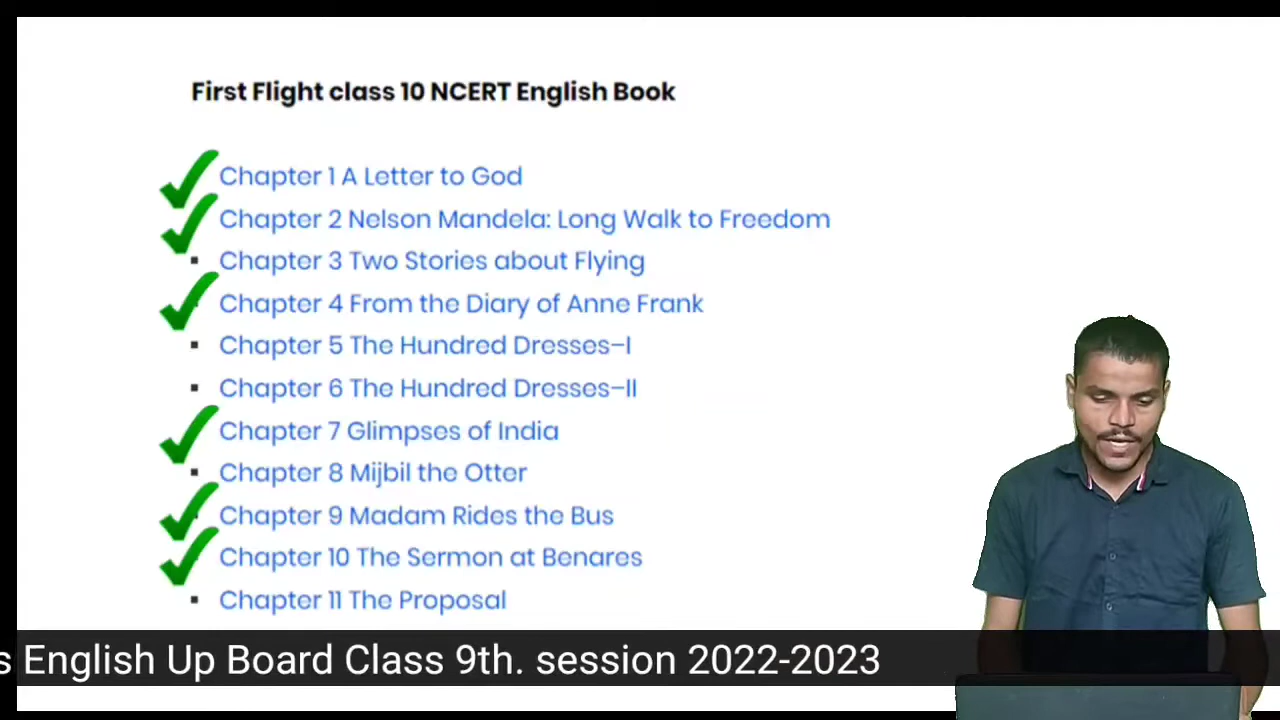 First Flight class 10 NCERT English Book
Chapter 1 A Letter to God
Chapter 2 Nelson Mandela: Long Walk to Freedom
Chapter 3 Two Stories about Flying
Chapter 4 From the Diary of Anne Frank
Chapter 5 The Hundred Dresses–I
Chapter 6 The Hundred Dresses–II
Chapter 7 Glimpses of India
Chapter 8 Mijbil the Otter
Chapter 9 Madam Rides the Bus
Chapter 10 The Sermon at Benares
Chapter 11 The Proposal
s English Up Board Class 9th. session 2022-2023